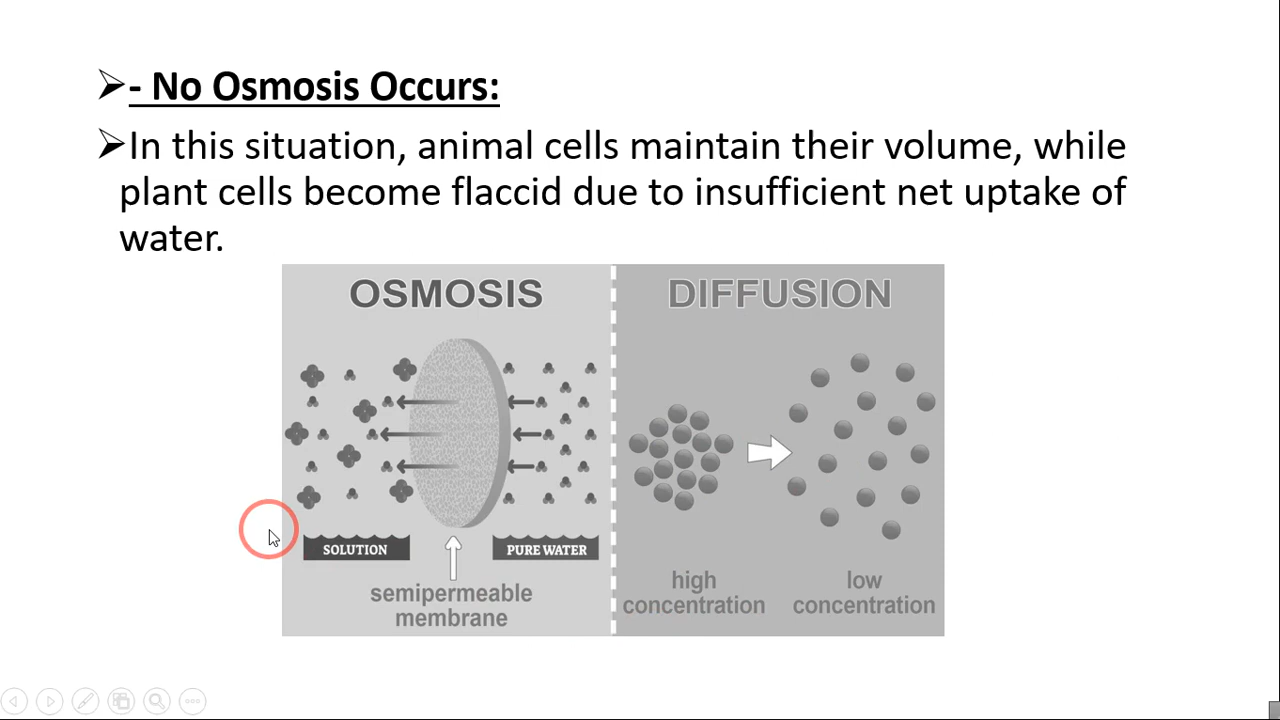 - No Osmosis Occurs:
In this situation, animal cells maintain their volume, while
plant cells become flaccid due to insufficient net uptake of
water.
OSMOSIS
DIFFUSION
SOLUTION
PURE WATER
semipermeable
membrane
high
concentration
low
concentration